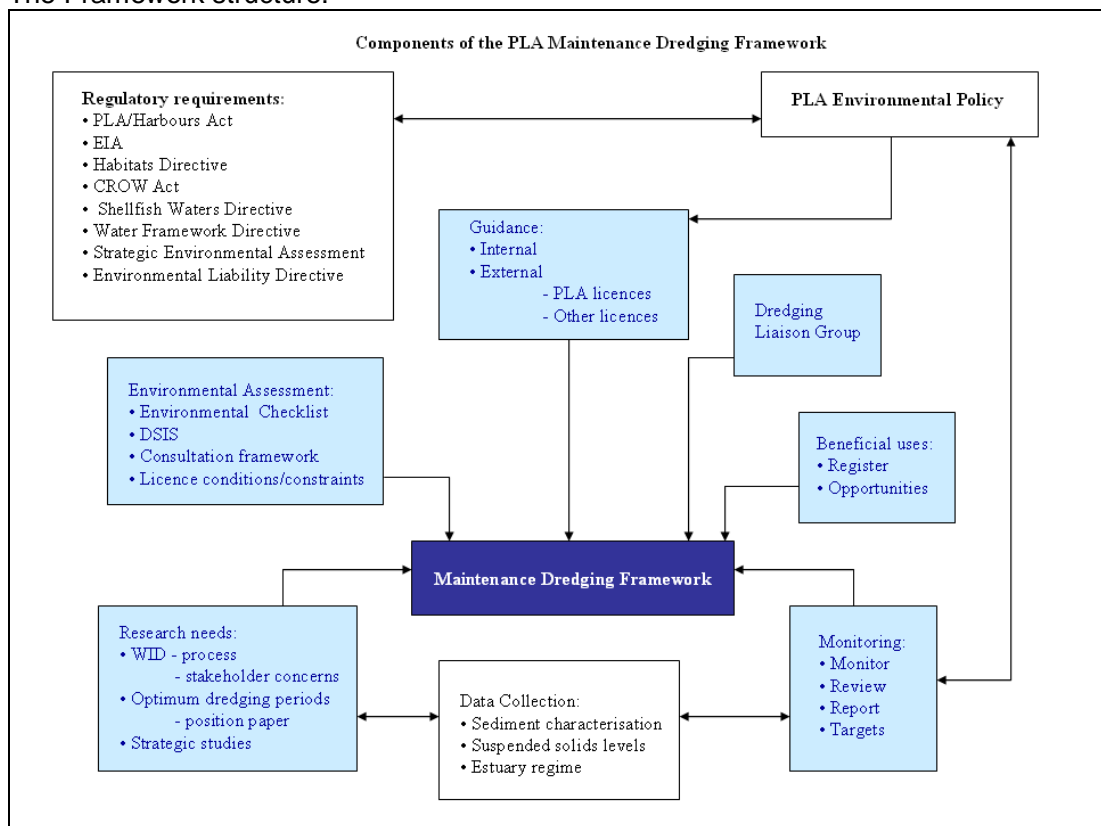 The Framework structure:
Components of the PLA Maintenance Dredging Framework
Regulatory requirements:
• PLA/Harbours Act
• EIA
• Habitats Directive
• CROW Act
• Shellfish Waters Directive
• Water Framework Directive
• Strategic Environmental Assessment
• Environmental Liability Directive
PLA Environmental Policy
Guidance:
• Internal
• External
- PLA licences
- Other licences
Dredging
Liaison Group
Environmental Assessment:
• Environmental Checklist
• DSIS
• Consultation framework
• Licence conditions/constraints
Beneficial uses:
• Register
• Opportunities
Maintenance Dredging Framework
Research needs:
• WID - process
- stakeholder concerns
• Optimum dredging periods
- position paper
• Strategic studies
Data Collection:
• Sediment characterisation
• Suspended solids levels
• Estuary regime
Monitoring:
• Monitor
• Review
• Report
• Targets